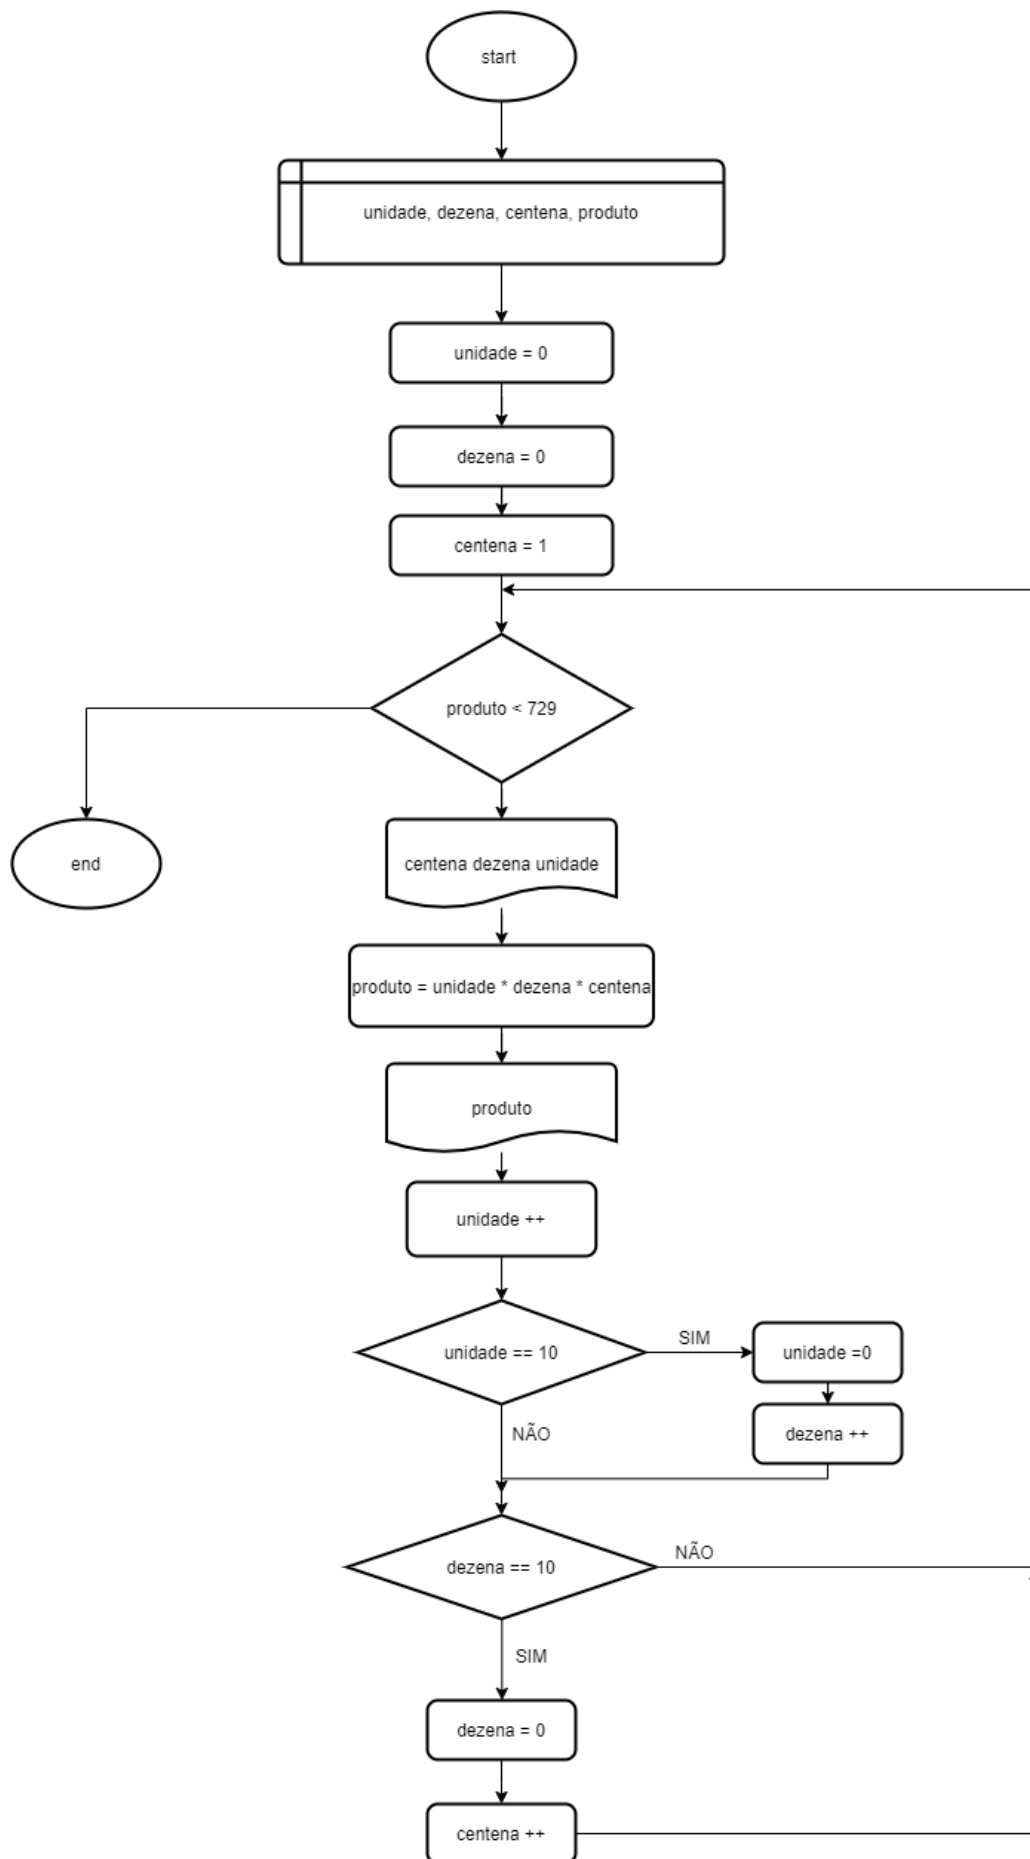 start
unidade, dezena, centena, produto
unidade = 0
dezena = 0
centena = 1
produto < 729
end
centena dezena unidade
produto = unidade * dezena * centena
produto
unidade ++
unidade == 10
SIM
unidade =0
NÃO
dezena ++
dezena == 10
NÃO
SIM
dezena = 0
centena ++